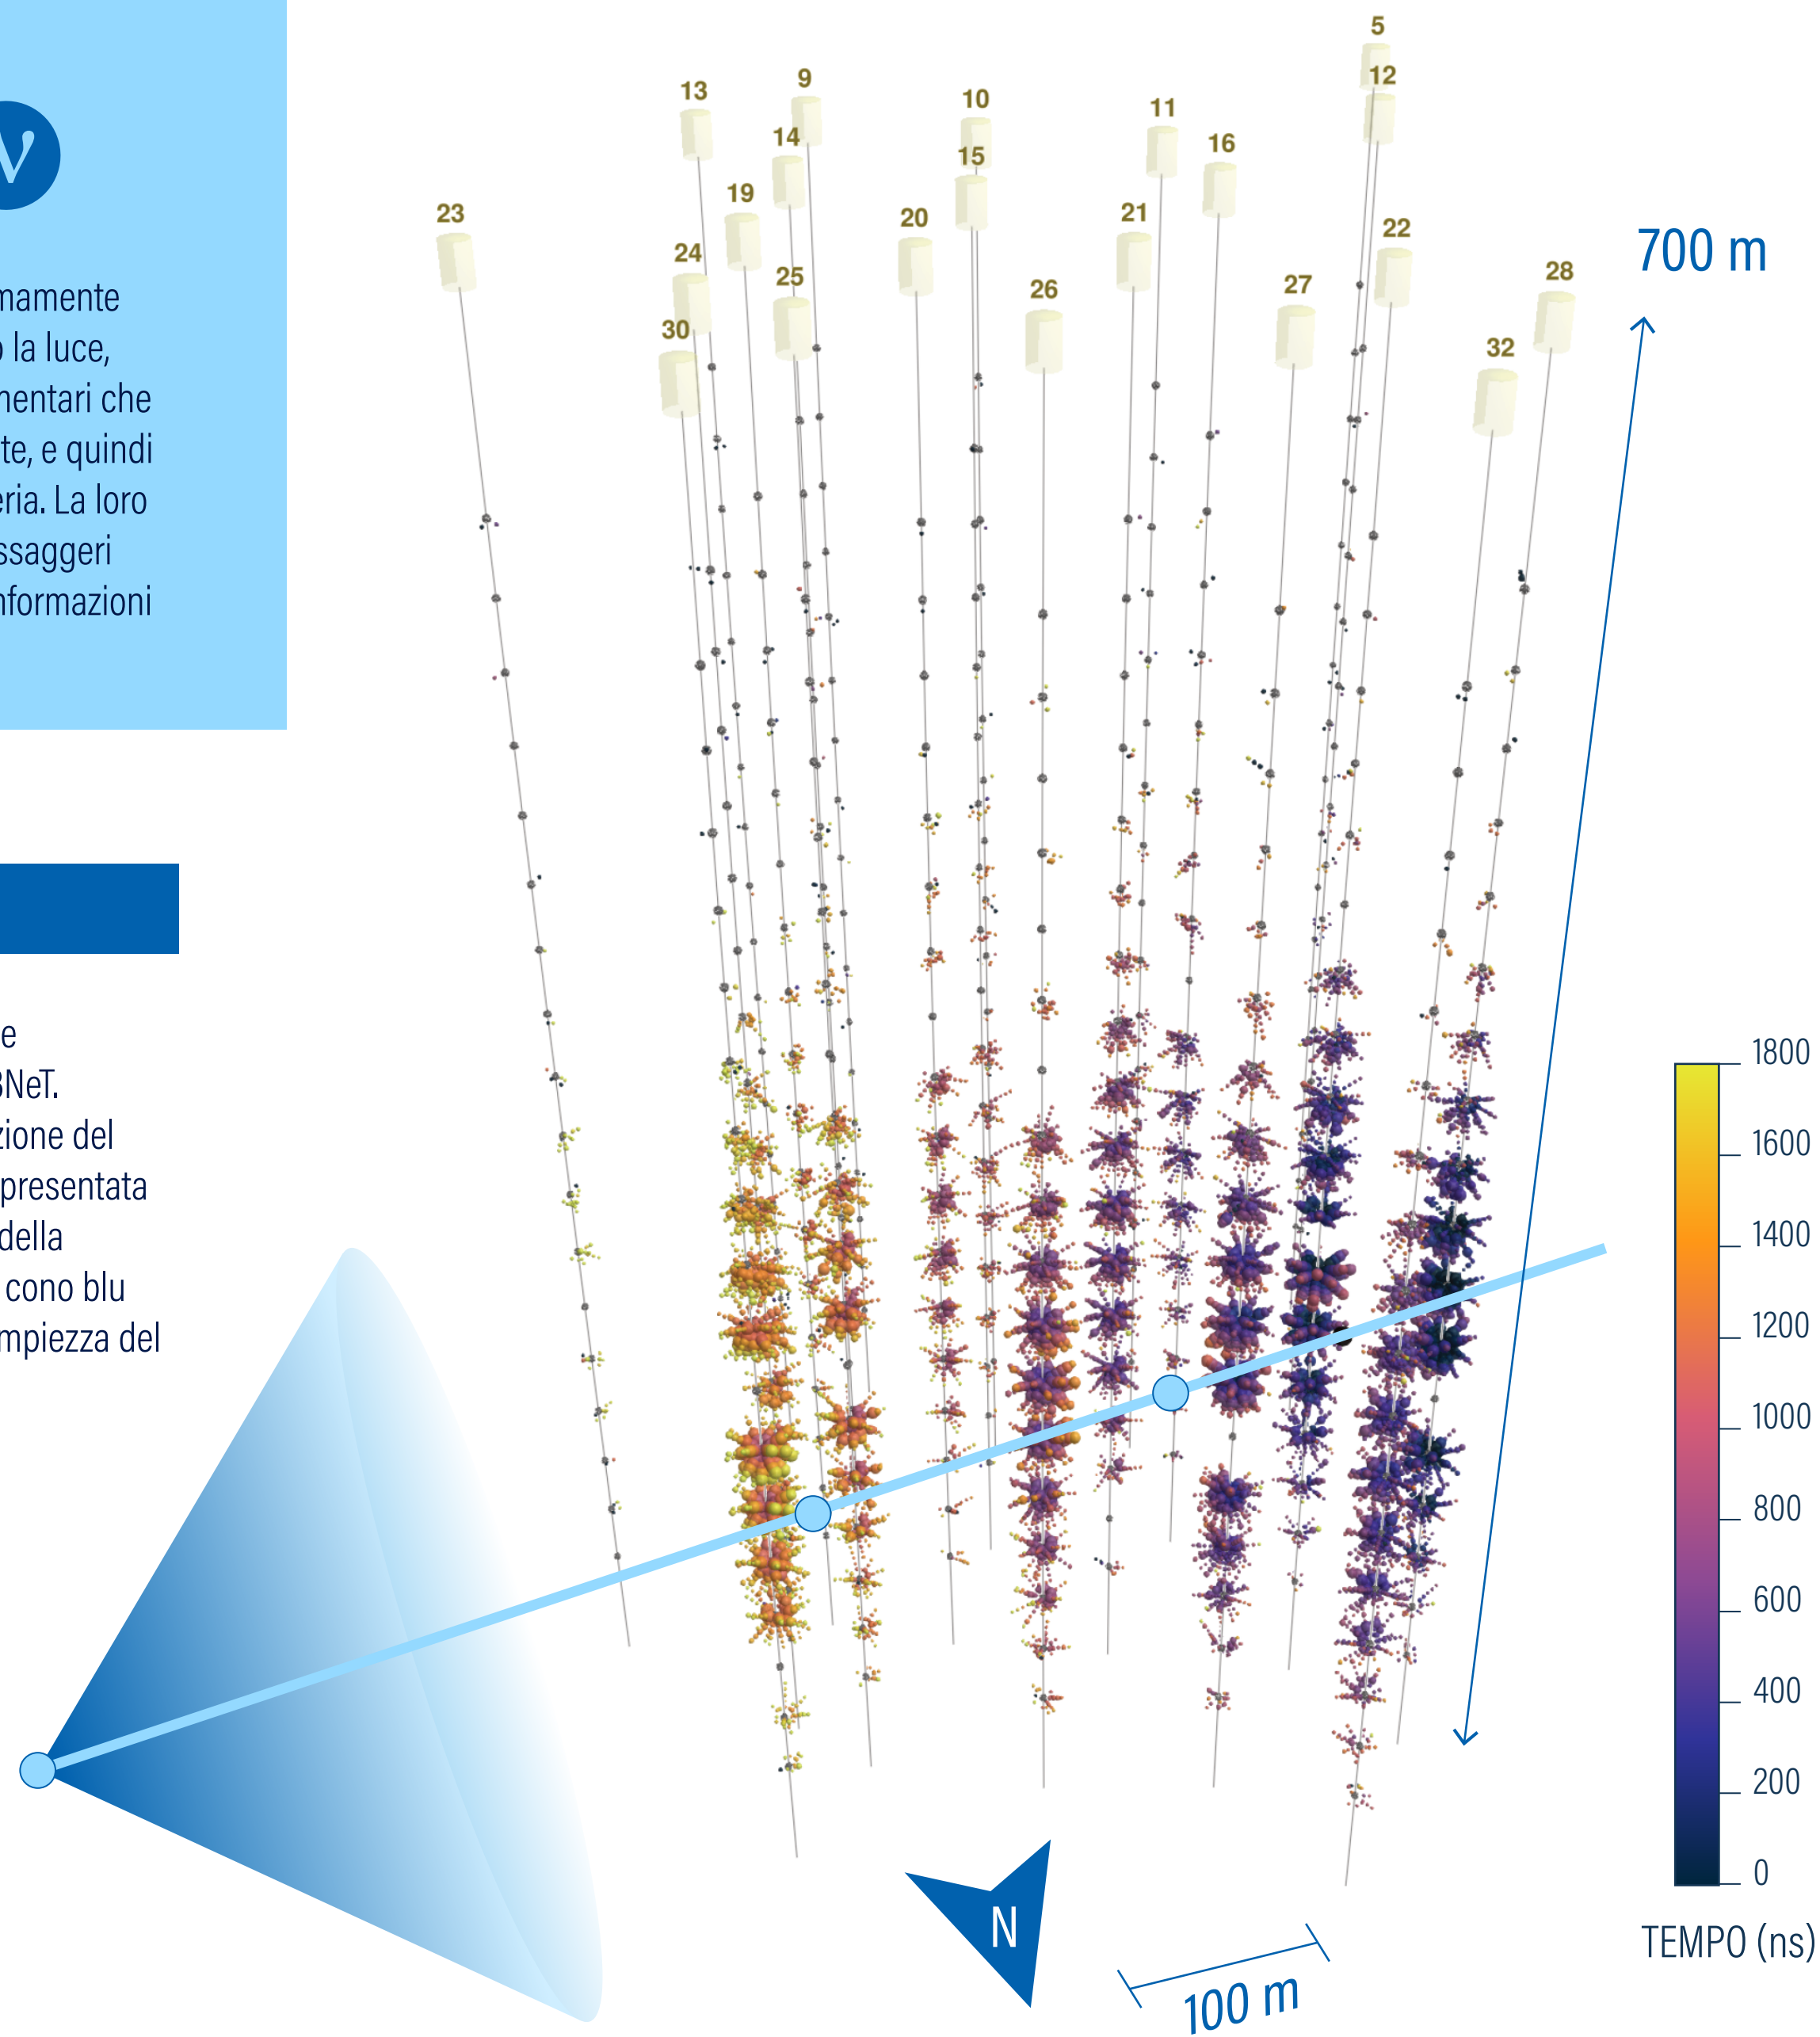 ν
mamente
o la luce,
mentari che
te, e quindi
eria. La loro
ssaggeri
nformazioni
e
3NeT.
zione del
presentata
della
cono blu
mpiezza del
5
12
9
13
10
11
14
16
15
19
23
20
21
22
24
28
25
27
26
30
32
700 m
1800
1600
1400
1200
1000
800
600
400
200
0
TEMPO (ns)
N
100 m